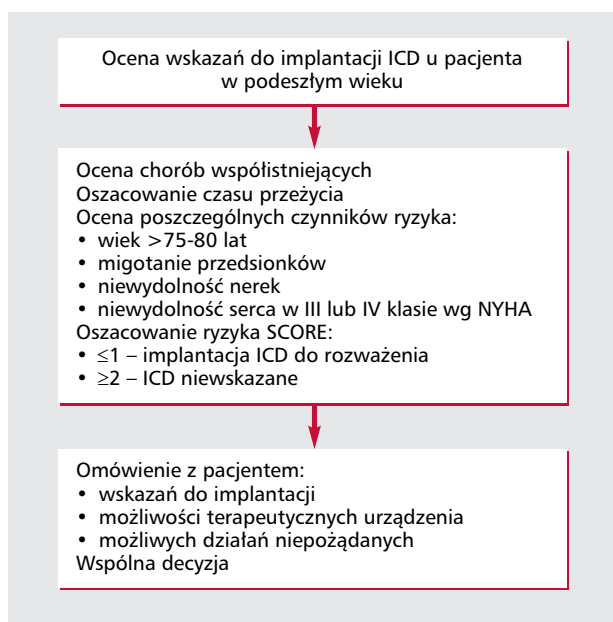 Ocena wskazań do implantacji ICD u pacjenta
w podeszłym wieku
Ocena chorób współistniejących
Oszacowanie czasu przeżycia
Ocena poszczególnych czynników ryzyka:
• wiek >75-80 lat
• migotanie przedsionków
• niewydolność nerek
• niewydolność serca w III lub IV klasie wg NYHA
Oszacowanie ryzyka SCORE:
• ≤1 – implantacja ICD do rozważenia
• ≥2 – ICD niewskazane
Omówienie z pacjentem:
• wskazań do implantacji
• możliwości terapeutycznych urządzenia
• możliwych działań niepożądanych
Wspólna decyzja